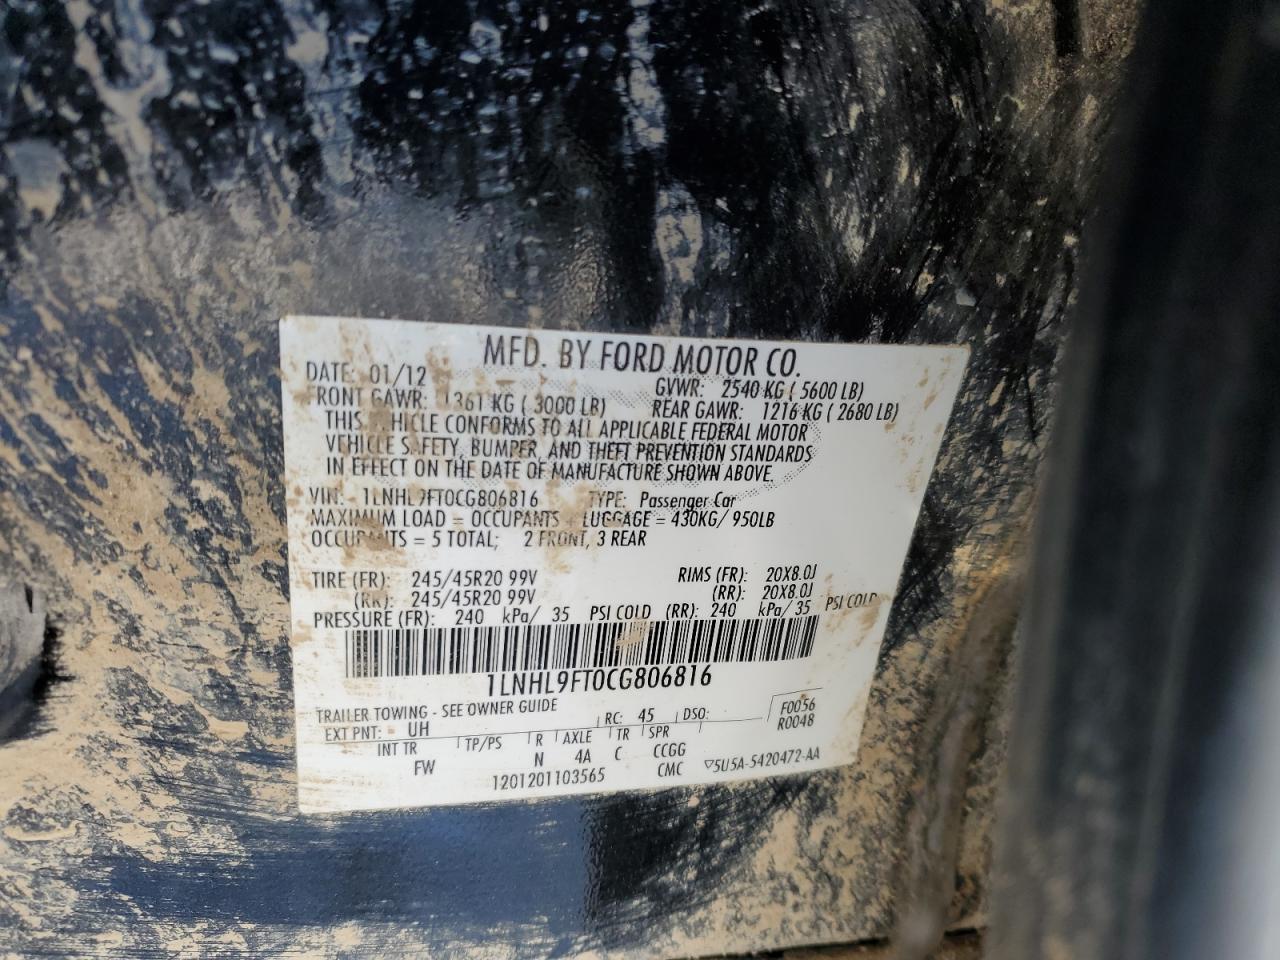 MFD. BY FORD MOTOR CO.
DATE: 01/12 GVWR: 2540 KG ( 5600 LB)
FRONT GAWR: 1361 KG ( 3000 LB) REAR GAWR: 1216 KG ( 2680 LB)
THIS HICLE CONFORMS TO ALL APPLICABLE FEDERAL MOTOR
VEHICLE SAFETY, BUMPER, AND THEFT PREVENTION STANDARDS
IN EFFECT ON THE DATE OF MANUFACTURE SHOWN ABOVE.
VIN: 1LNHL9FT0CG806816 TYPE: Passenger Car
MAXIMUM LOAD = OCCUPANTS + LUGGAGE = 430KG/ 950LB
OCCUPANTS = 5 TOTAL; 2 FRONT, 3 REAR
TIRE (FR): 245/45R20 99V RIMS (FR): 20X8.0J
(RR): 245/45R20 99V (RR): 20X8.0J
PRESSURE (FR): 240 kPa/ 35 PSI COLD (RR): 240 kPa/ 35 PSI COLD
1LNHL9FT0CG806816
TRAILER TOWING - SEE OWNER GUIDE
EXT PNT: UH RC: 45 DSO: F0056
R0048
INT TR TP/PS R AXLE TR SPR
FW N 4A C CCGG
1201201103565 CMC ▽5U5A-5420472-AA